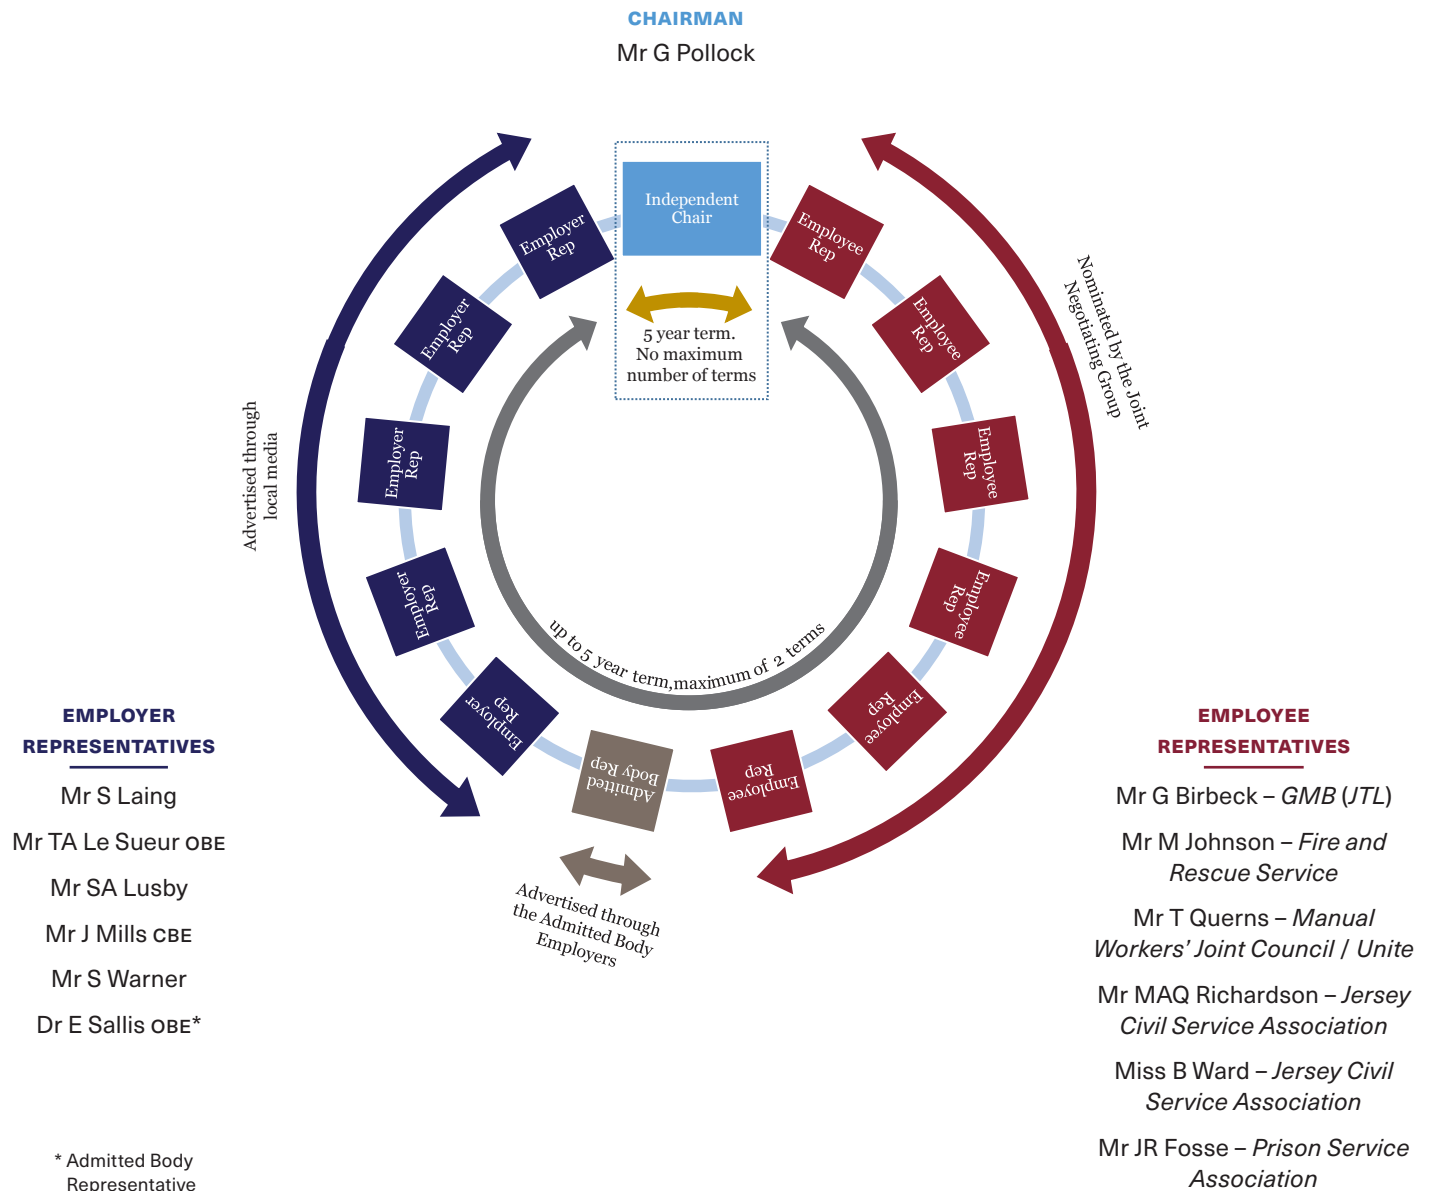 CHAIRMAN
Mr G Pollock
Independent
Chair
5 year term.
No maximum
number of terms
Employer
Rep
Employer
Rep
Employer
Rep
Employer
Rep
Employer
Rep
Admitted
Body Rep
Employee
Rep
Employee
Rep
Employee
Rep
Employee
Rep
Employee
Rep
Employee
Rep
Advertised through
local media
Nominated by the Joint
Negotiating Group
up to 5 year term,maximum of 2 terms
Advertised through
the Admitted Body
Employers
EMPLOYER
REPRESENTATIVES
Mr S Laing
Mr TA Le Sueur OBE
Mr SA Lusby
Mr J Mills CBE
Mr S Warner
Dr E Sallis OBE*
* Admitted Body
Representative
EMPLOYEE
REPRESENTATIVES
Mr G Birbeck – GMB (JTL)
Mr M Johnson – Fire and
Rescue Service
Mr T Querns – Manual
Workers’ Joint Council / Unite
Mr MAQ Richardson – Jersey
Civil Service Association
Miss B Ward – Jersey Civil
Service Association
Mr JR Fosse – Prison Service
Association